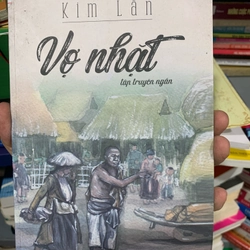 Kim Lân
Vợ nhặt
tập truyện ngắn